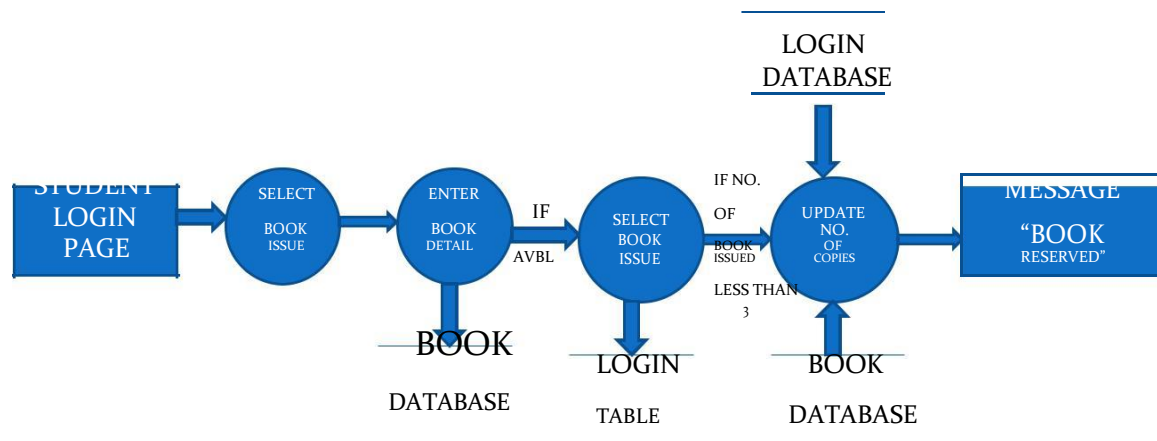 LOGIN
DATABASE
STUDENT
LOGIN
PAGE
SELECT
BOOK
ISSUE
ENTER
BOOK
DETAIL
IF
AVBL
SELECT
BOOK
ISSUE
IF NO.
OF
BOOK
ISSUED
LESS THAN
3
UPDATE
NO.
OF
COPIES
MESSAGE
“BOOK
RESERVED”
BOOK
DATABASE
LOGIN
TABLE
BOOK
DATABASE